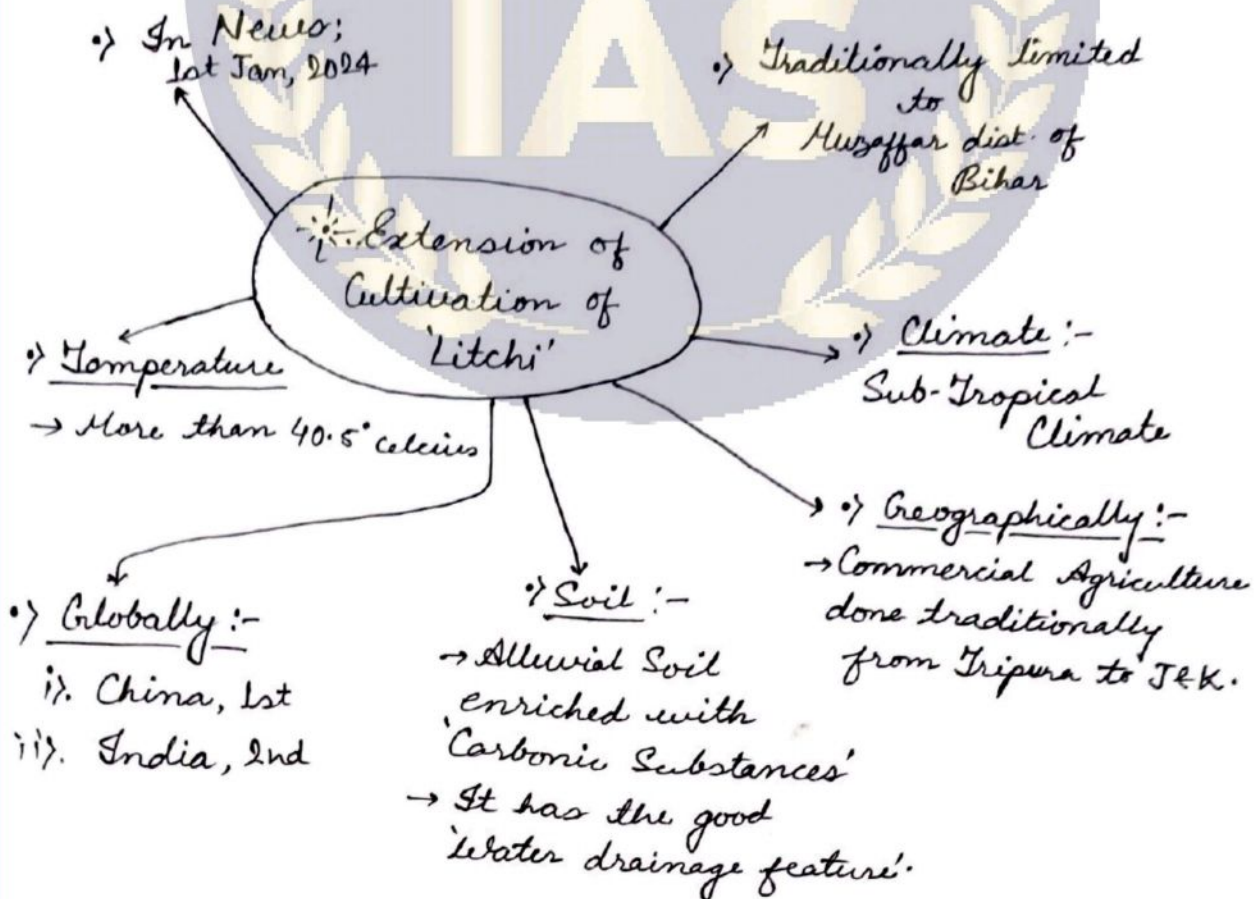 IAS
•) In News;
1st Jan, 2024
•) Traditionally limited
to
Muzaffar dist. of
Bihar
Extension of
Cultivation of
'Litchi'
•) Temperature
→ More than 40.5° celcius
•) Climate :-
Sub-Tropical
Climate
•) Geographically :-
→ Commercial Agriculture
done traditionally
from Tripura to J&K.
•) Globally :-
i). China, 1st
ii). India, 2nd
•) Soil :-
→ Alluvial Soil
enriched with
'Carbonic Substances'
→ It has the good
'Water drainage feature'.